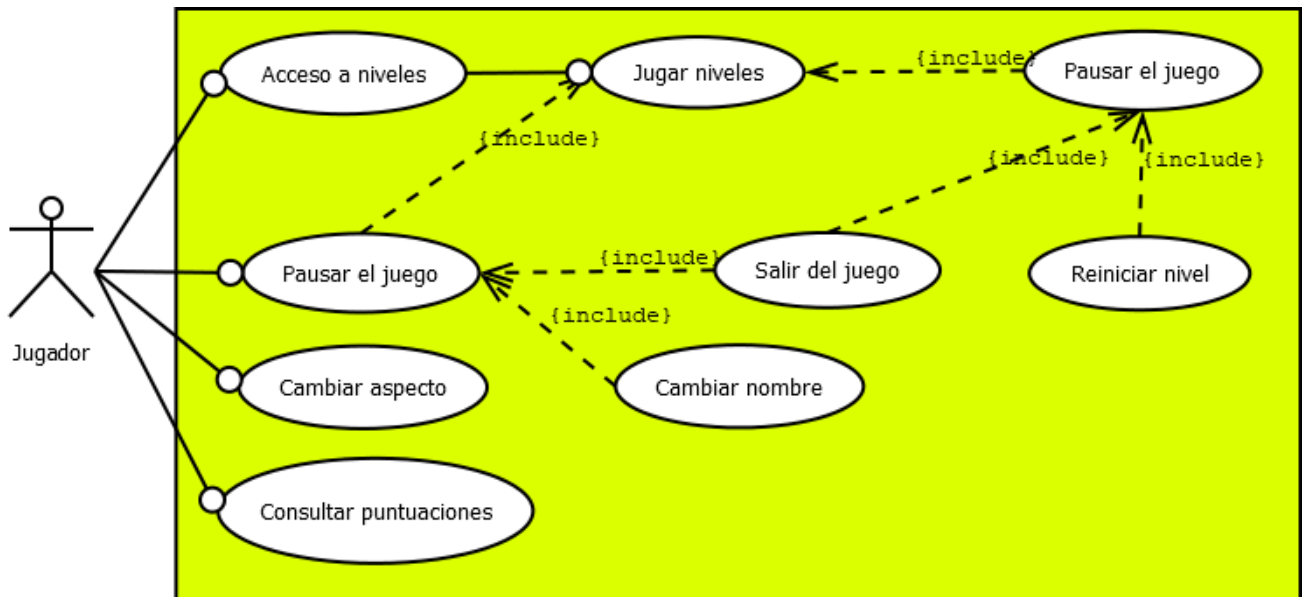 Acceso a niveles
Jugar niveles
{include}
Pausar el juego
{include}
{include}
{include}
Jugador
Pausar el juego
{include}
Salir del juego
Reiniciar nivel
{include}
Cambiar aspecto
Cambiar nombre
Consultar puntuaciones